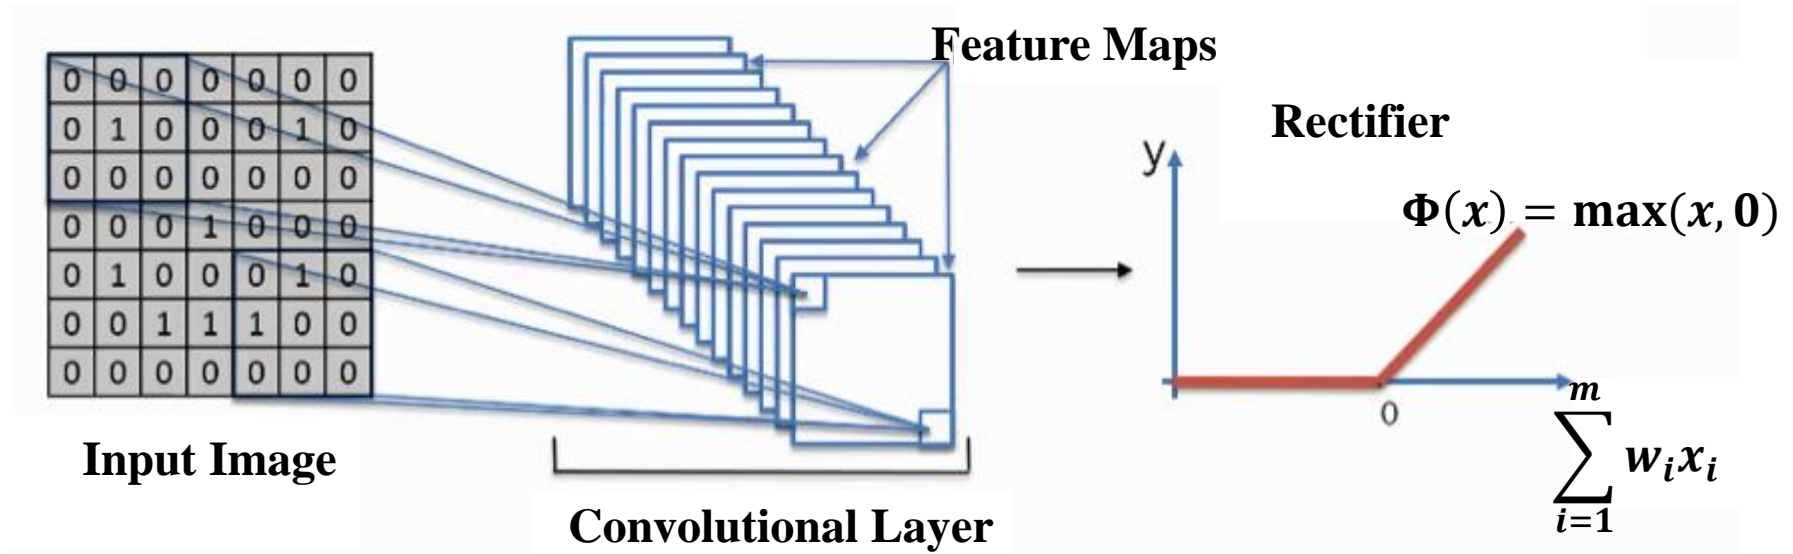 0 0 0 0 0 0 0
0 1 0 0 0 1 0
0 0 0 0 0 0 0
0 0 0 1 0 0 0
0 1 0 0 0 1 0
0 0 1 1 1 0 0
0 0 0 0 0 0 0
Input Image
Feature Maps
Convolutional Layer
Rectifier
y
Φ(x) = max(x, 0)
0
∑_{i=1}^{m} w_i x_i